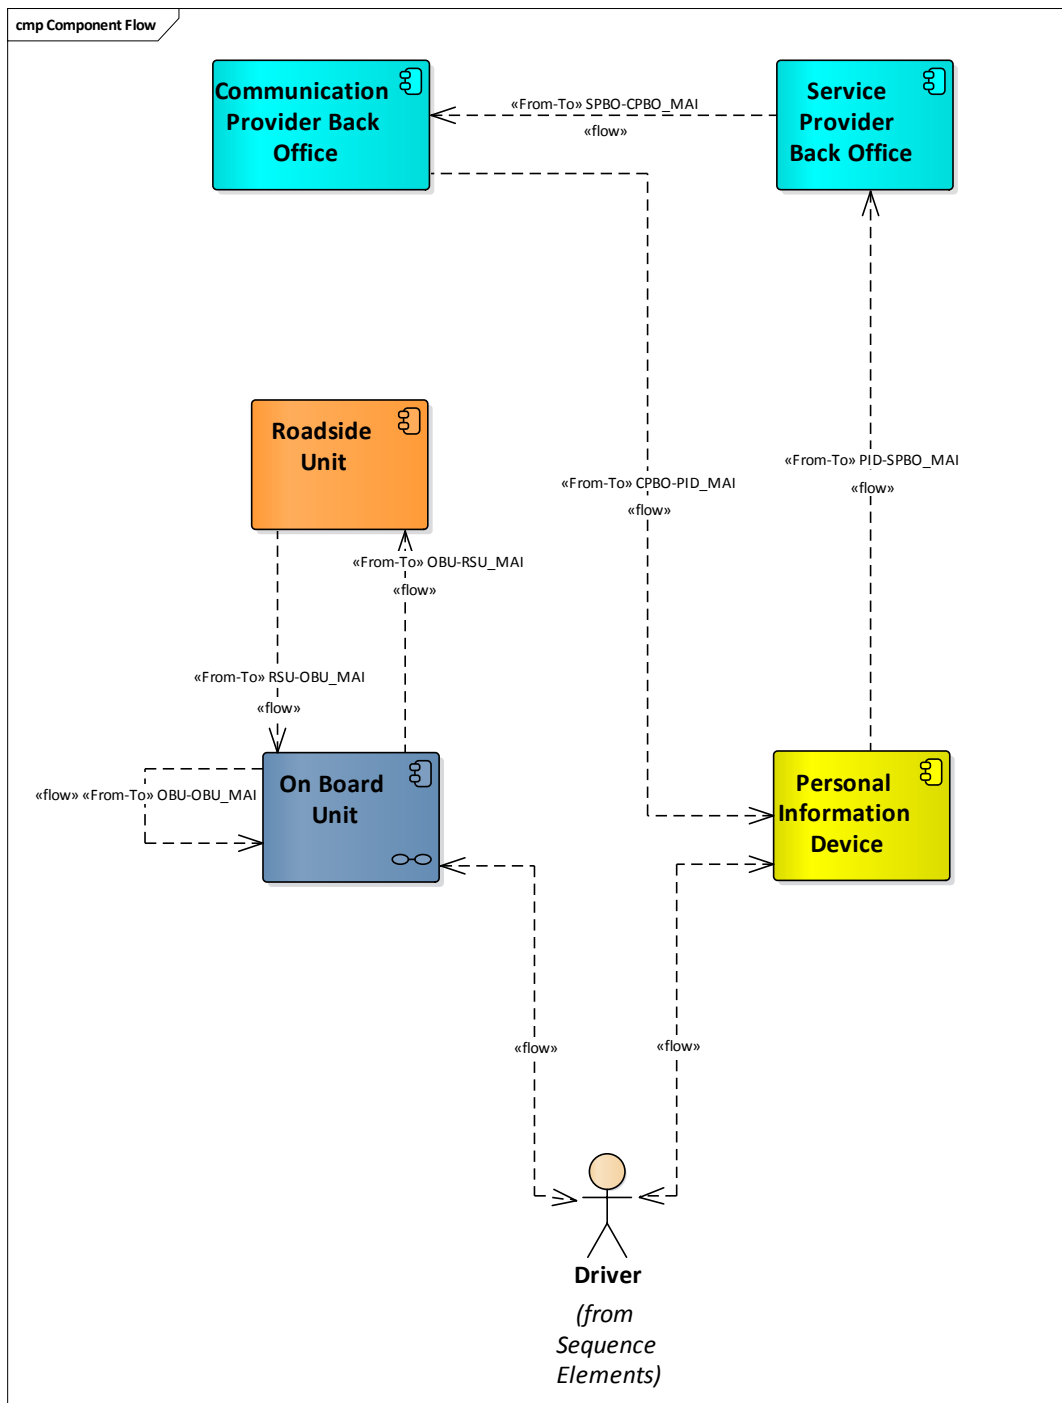 cmp Component Flow
Communication
Provider Back
Office
«From-To» SPBO-CPBO_MAI
«flow»
Service
Provider
Back Office
Roadside
Unit
«From-To» CPBO-PID_MAI
«flow»
«From-To» PID-SPBO_MAI
«flow»
«From-To» OBU-RSU_MAI
«flow»
«From-To» RSU-OBU_MAI
«flow»
«flow» «From-To» OBU-OBU_MAI
On Board
Unit
Personal
Information
Device
«flow»
«flow»
Driver
(from
Sequence
Elements)